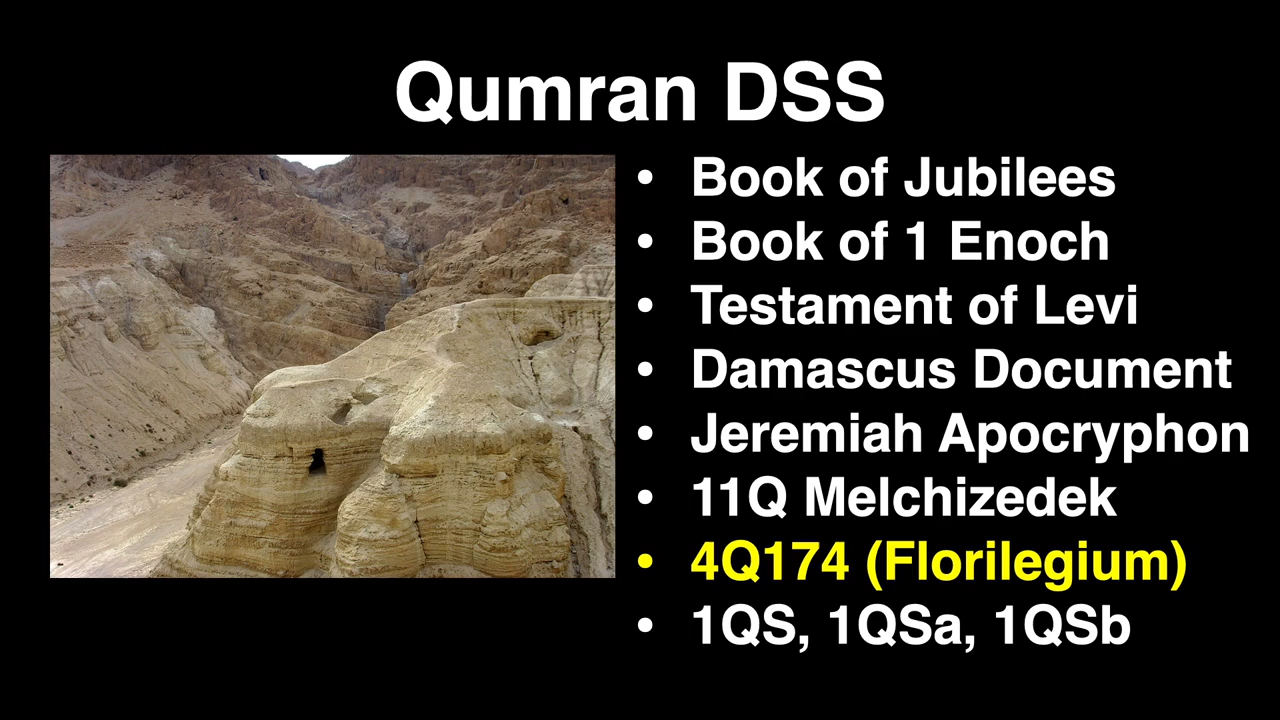 Qumran DSS
• Book of Jubilees
• Book of 1 Enoch
• Testament of Levi
• Damascus Document
• Jeremiah Apocryphon
• 11Q Melchizedek
• 4Q174 (Florilegium)
• 1QS, 1QSa, 1QSb